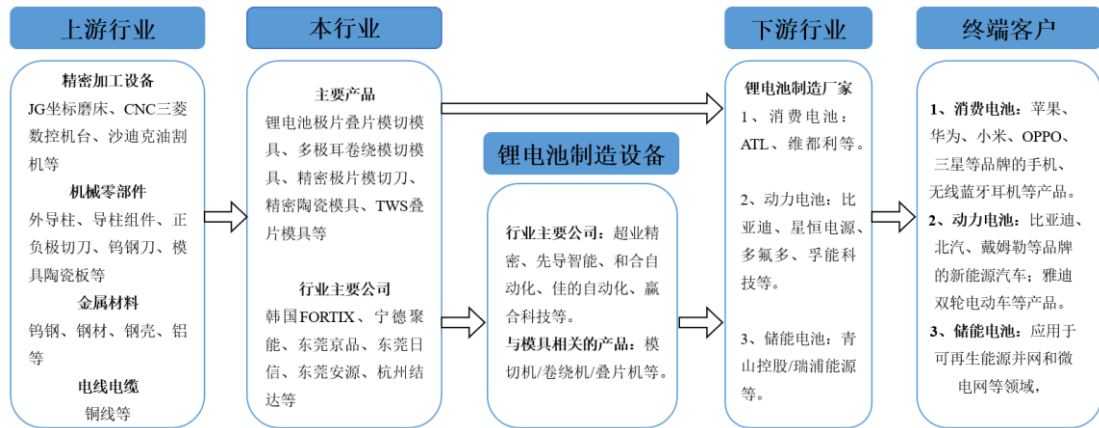 上游行业
精密加工设备
JG坐标磨床、CNC三菱
数控机台、沙迪克油割
机等
机械零部件
外导柱、导柱组件、正
负极切刀、钨钢刀、模
具陶瓷板等
金属材料
钨钢、钢材、钢壳、铝
等
电线电缆
铜线等
本行业
主要产品
锂电池极片叠片模切模
具、多极耳卷绕模切模
具、精密极片模切刀、
精密陶瓷模具、TWS叠
片模具等
行业主要公司
韩国FORTIX、宁德聚
能、东莞京品、东莞日
信、东莞安源、杭州结
达等
锂电池制造设备
行业主要公司：超业精
密、先导智能、和合自
动化、佳的自动化、赢
合科技等。
与模具相关的产品：模
切机/卷绕机/叠片机等。
下游行业
锂电池制造厂家
1、消费电池：
ATL、维都利等。
2、动力电池：比
亚迪、星恒电源、
多氟多、孚能科
技等。
3、储能电池：青
山控股/瑞浦能源
等。
终端客户
1、消费电池：苹果、
华为、小米、OPPO、
三星等品牌的手机、
无线蓝牙耳机等产品。
2、动力电池：比亚迪、
北汽、戴姆勒等品牌
的新能源汽车；雅迪
双轮电动车等产品。
3、储能电池：应用于
可再生能源并网和微
电网等领域，